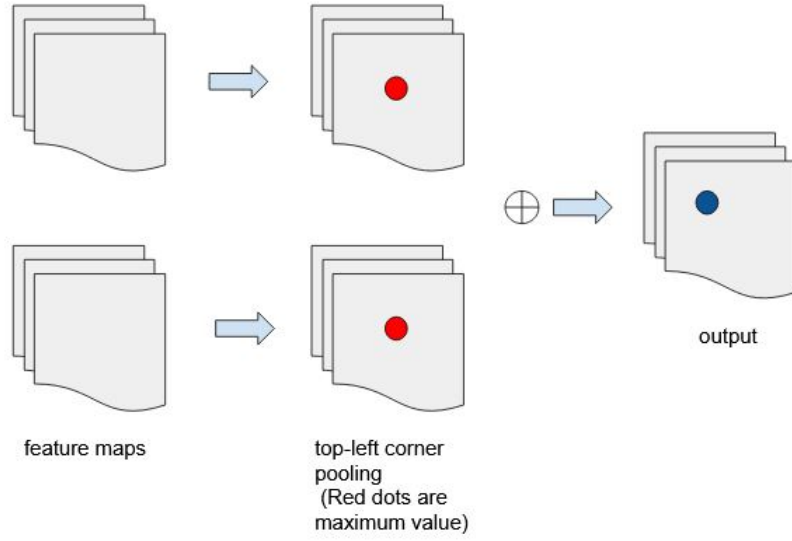 output
feature maps
top-left corner
pooling
(Red dots are
maximum value)